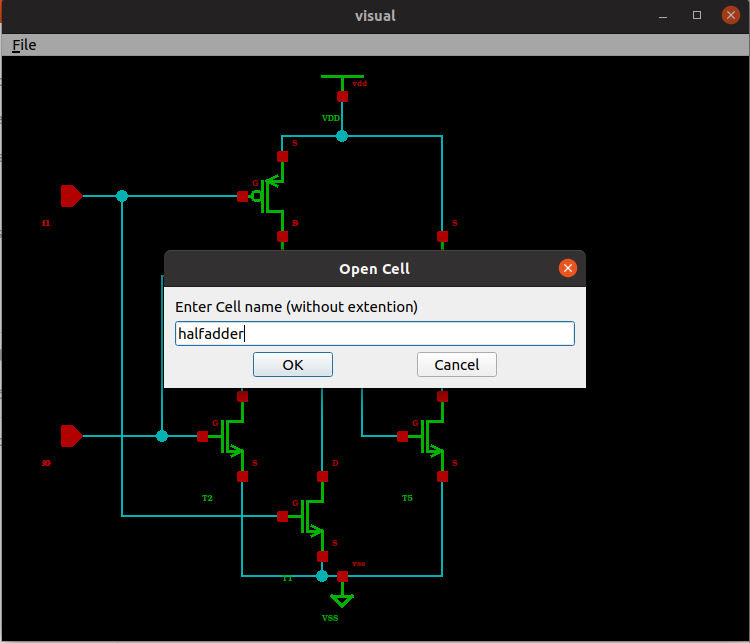 visual
File
vdd
VDD
S
G
i1
B
S
Open Cell
Enter Cell name (without extention)
halfadder
OK Cancel
G G
i0 S D S
T2 T5
G
S
vss
T1
VSS